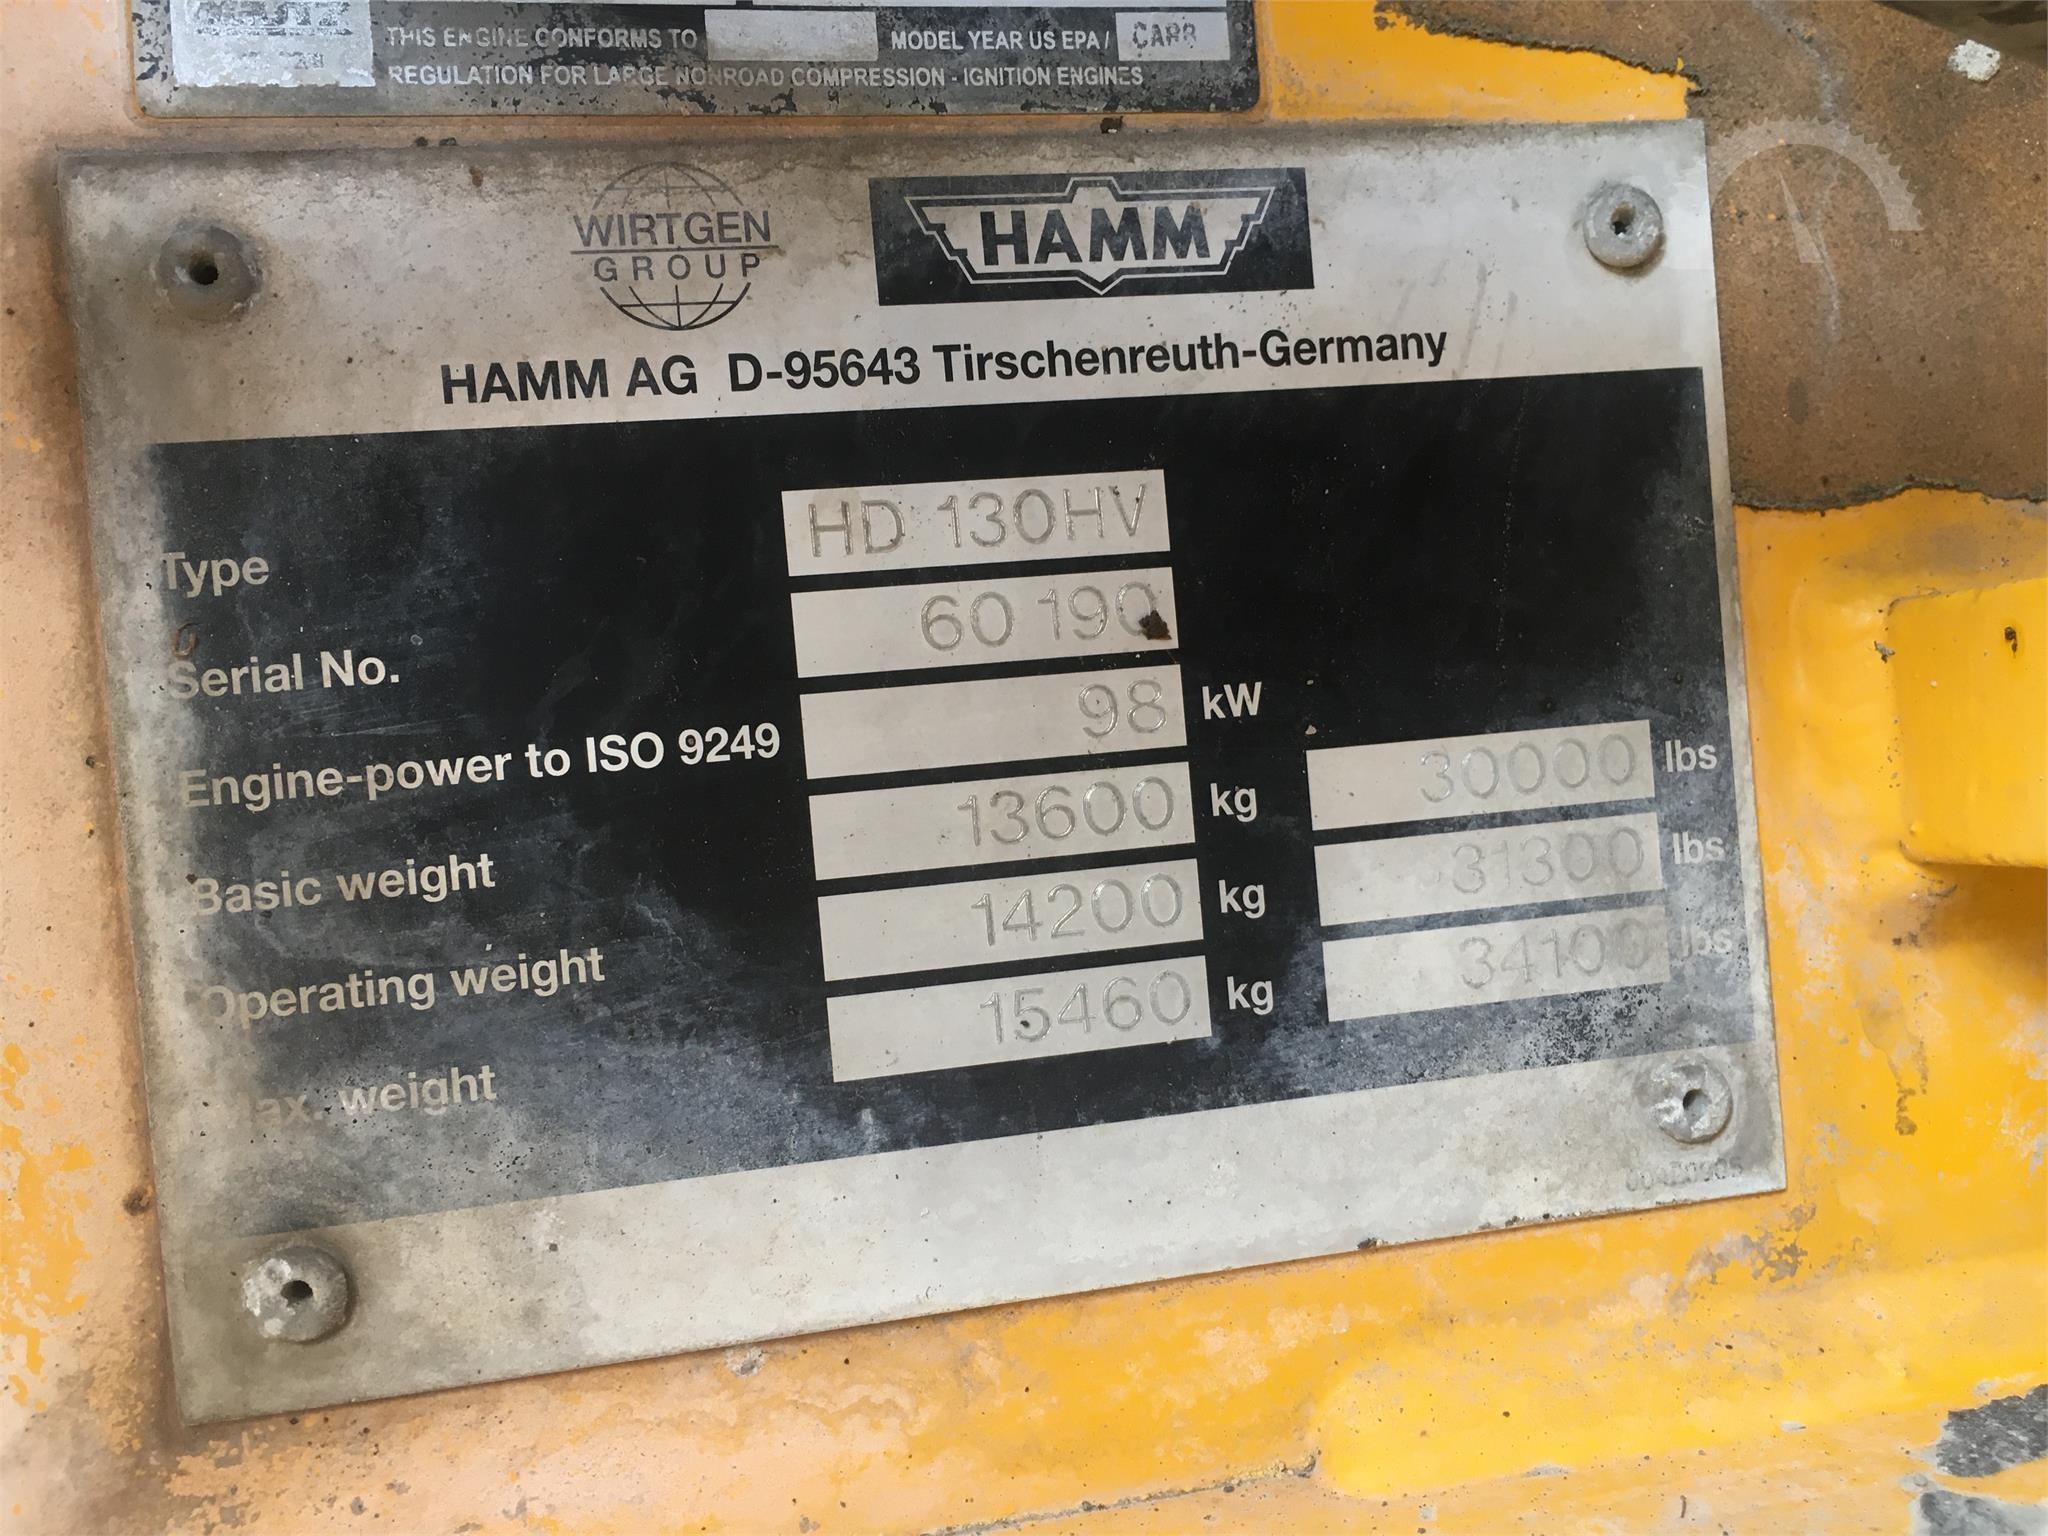 THIS ENGINE CONFORMS TO MODEL YEAR US EPA / CARB
REGULATION FOR LARGE NONROAD COMPRESSION - IGNITION ENGINES
WIRTGEN
GROUP
HAMM
HAMM AG D-95643 Tirschenreuth-Germany
Type HD 130HV
Serial No. 60 190
Engine-power to ISO 9249 98 kW
Basic weight 13600 kg 30000 lbs
Operating weight 14200 kg 31300 lbs
Max. weight 15460 kg 34100 lbs